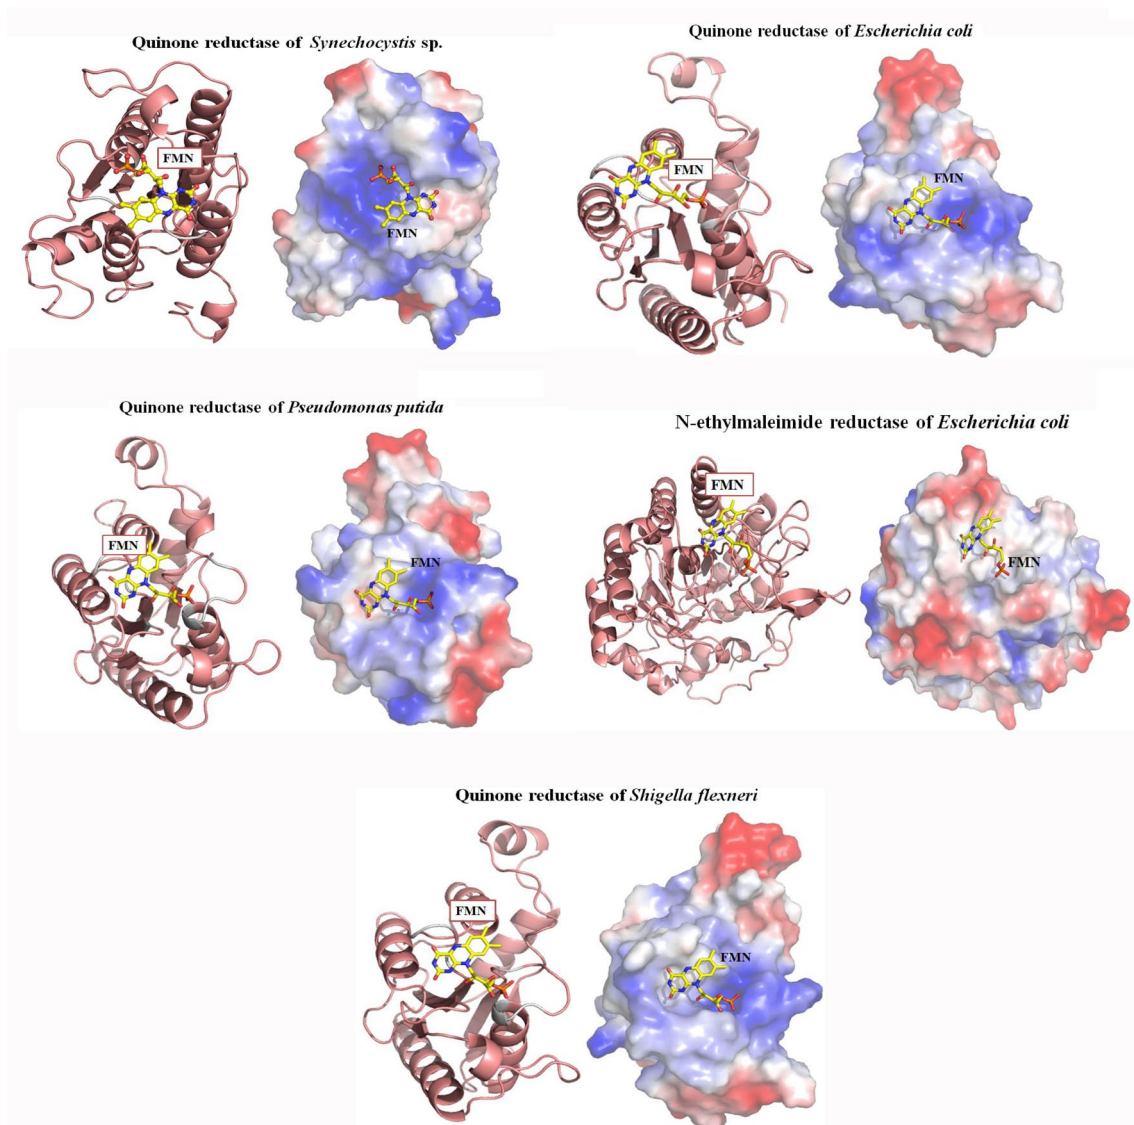 Quinone reductase of Synechocystis sp.
Quinone reductase of Escherichia coli
FMN
FMN
FMN
FMN
Quinone reductase of Pseudomonas putida
N-ethylmaleimide reductase of Escherichia coli
FMN
FMN
FMN
FMN
Quinone reductase of Shigella flexneri
FMN
FMN